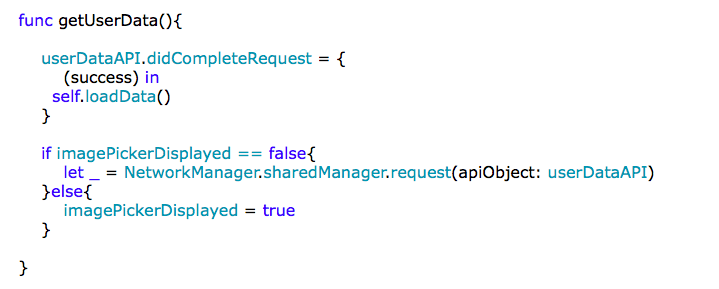 func getUserData(){
userDataAPI.didCompleteRequest = {
(success) in
self.loadData()
}
if imagePickerDisplayed == false{
let _ = NetworkManager.sharedManager.request(apiObject: userDataAPI)
}else{
imagePickerDisplayed = true
}
}